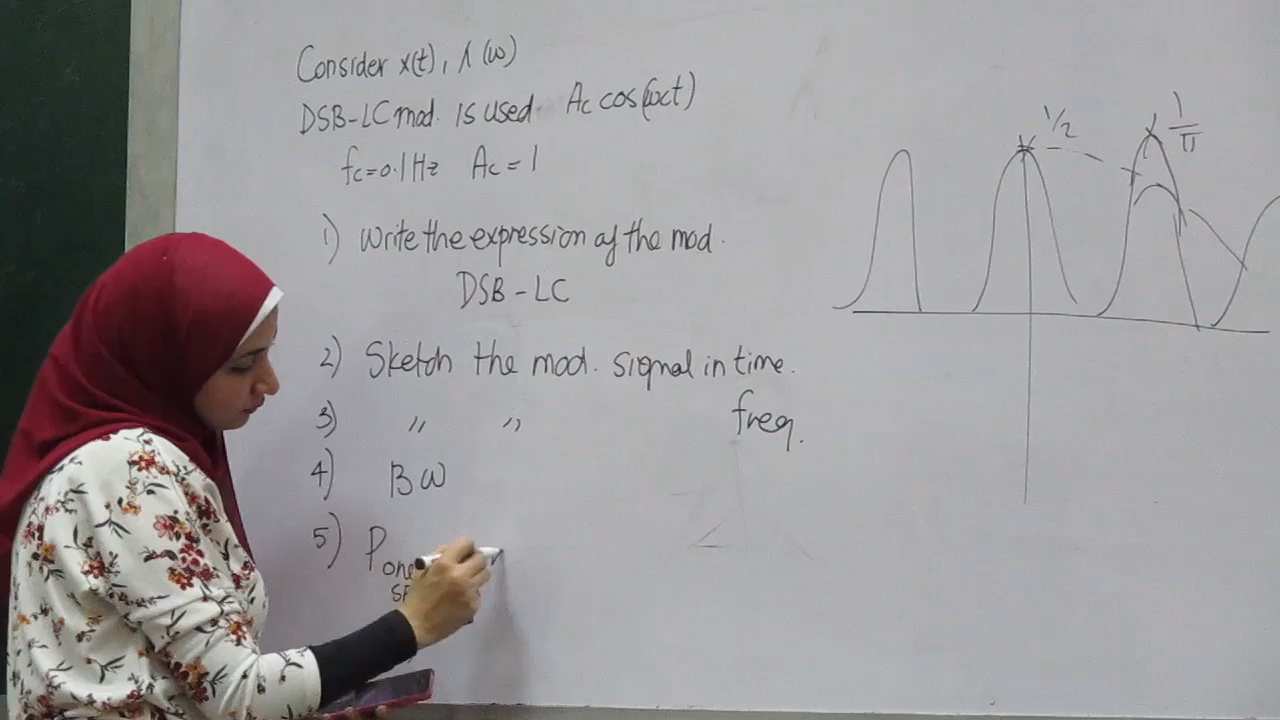 Consider x(t), Λ(ω)
DSB-LC mod. is used. Ac cos(ωct)
fc=0.1Hz Ac=1
1) Write the expression of the mod.
DSB-LC
2) Sketch the mod. signal in time.
3) " " freq.
4) BW
5) Pone
1/2
1/π